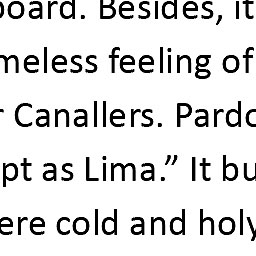 board. Besides, it
meless feeling of
r Canallers. Pardo
pt as Lima.” It bu
ere cold and holy